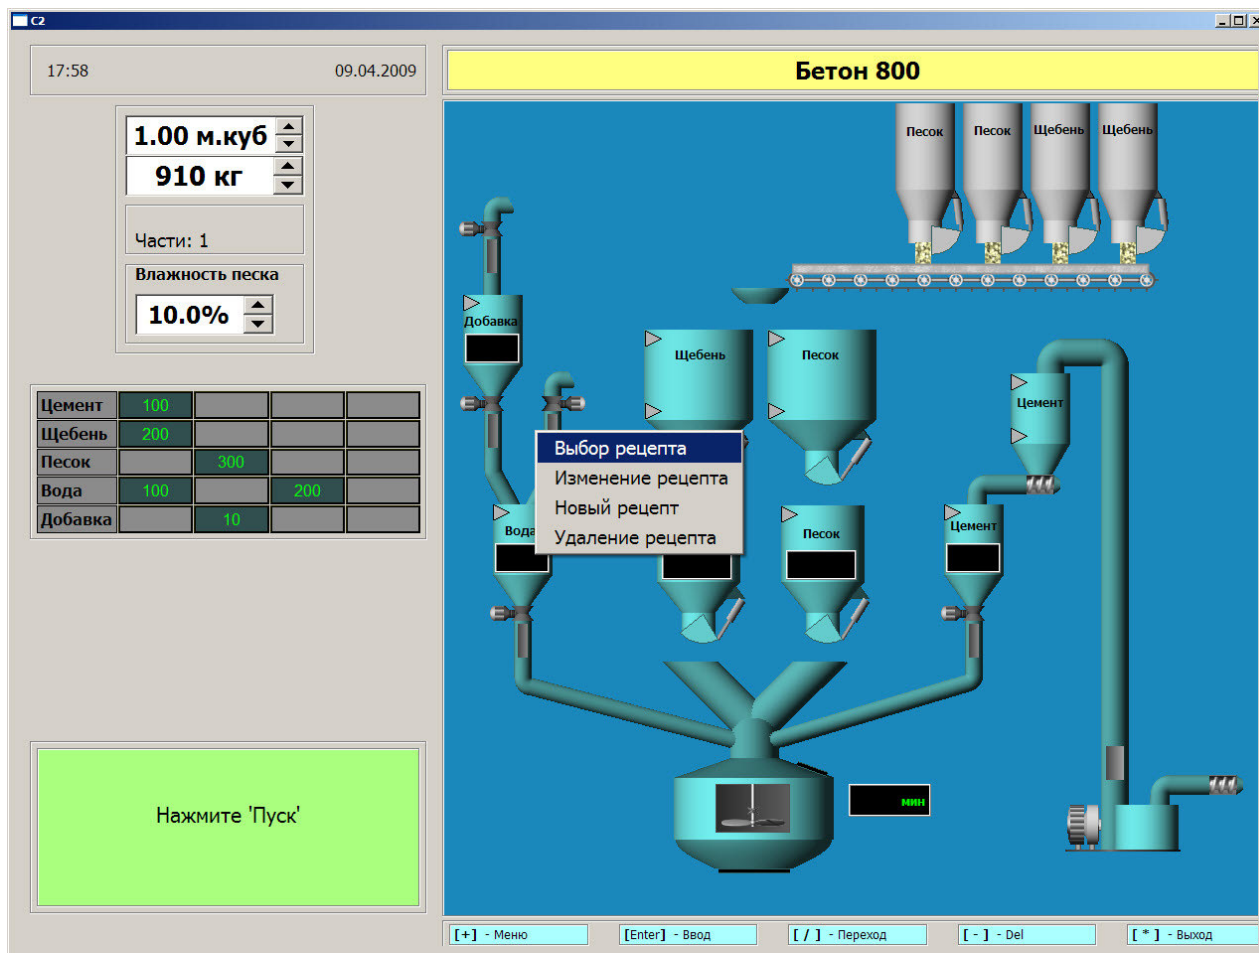 C2
17:58 09.04.2009
Бетон 800
1.00 м.куб
910 кг
Части: 1
Влажность песка
10.0%
Цемент 100
Щебень 200
Песок 300
Вода 100 200
Добавка 10
Нажмите 'Пуск'
Песок Песок Щебень Щебень
Добавка
Щебень
Песок
Цемент
Выбор рецепта
Изменение рецепта
Новый рецепт
Удаление рецепта
Вода
Песок
Цемент
мин
[+] - Меню [Enter] - Ввод [ / ] - Переход [ - ] - Del [ * ] - Выход